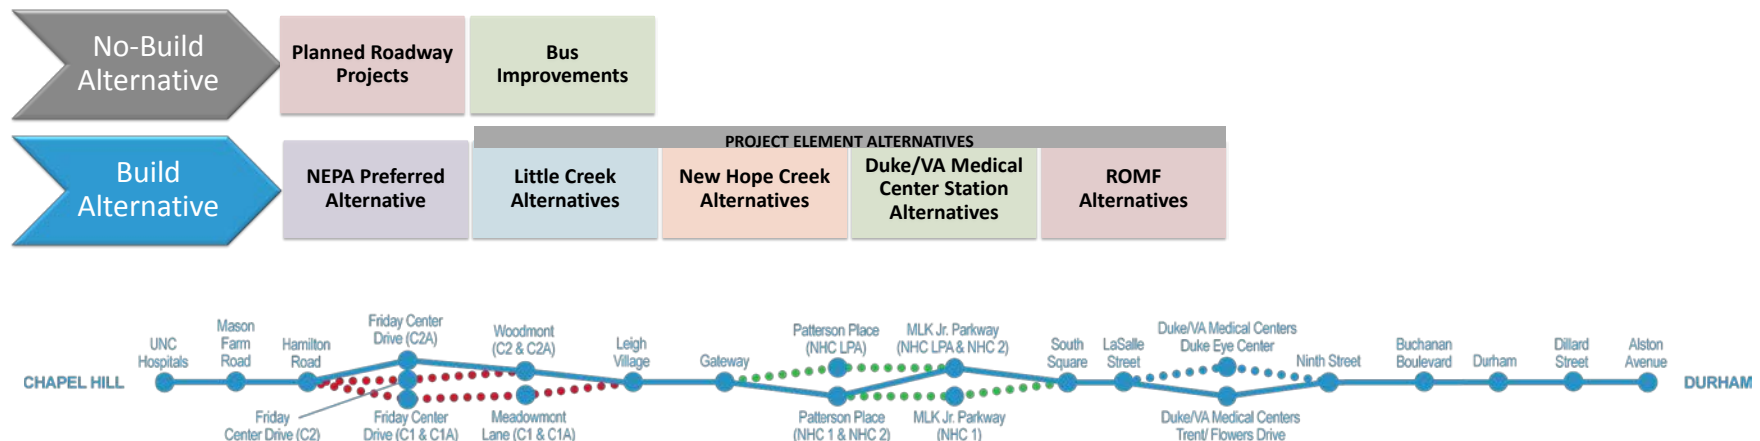 No-Build
Alternative
Planned Roadway
Projects
Bus
Improvements
PROJECT ELEMENT ALTERNATIVES
Build
Alternative
NEPA Preferred
Alternative
Little Creek
Alternatives
New Hope Creek
Alternatives
Duke/VA Medical
Center Station
Alternatives
ROMF
Alternatives
CHAPEL HILL
UNC
Hospitals
Mason
Farm
Road
Hamilton
Road
Friday Center
Drive (C2A)
Friday
Center Drive (C2)
Friday Center
Drive (C1 & C1A)
Woodmont
(C2 & C2A)
Meadowmont
Lane (C1 & C1A)
Leigh
Village
Gateway
Patterson Place
(NHC LPA)
Patterson Place
(NHC 1 & NHC 2)
MLK Jr. Parkway
(NHC LPA & NHC 2)
MLK Jr. Parkway
(NHC 1)
South
Square
LaSalle
Street
Duke/VA Medical Centers
Duke Eye Center
Duke/VA Medical Centers
Trent/ Flowers Drive
Ninth Street
Buchanan
Boulevard
Durham
Dillard
Street
Alston
Avenue
DURHAM